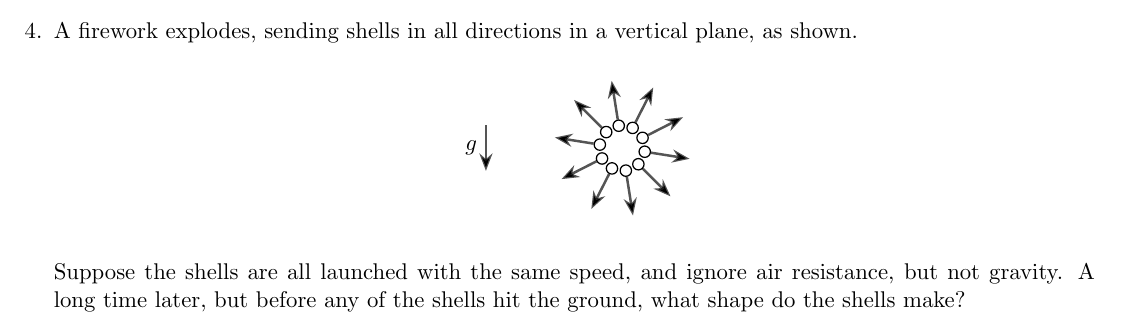 4. A firework explodes, sending shells in all directions in a vertical plane, as shown.
g
Suppose the shells are all launched with the same speed, and ignore air resistance, but not gravity. A
long time later, but before any of the shells hit the ground, what shape do the shells make?